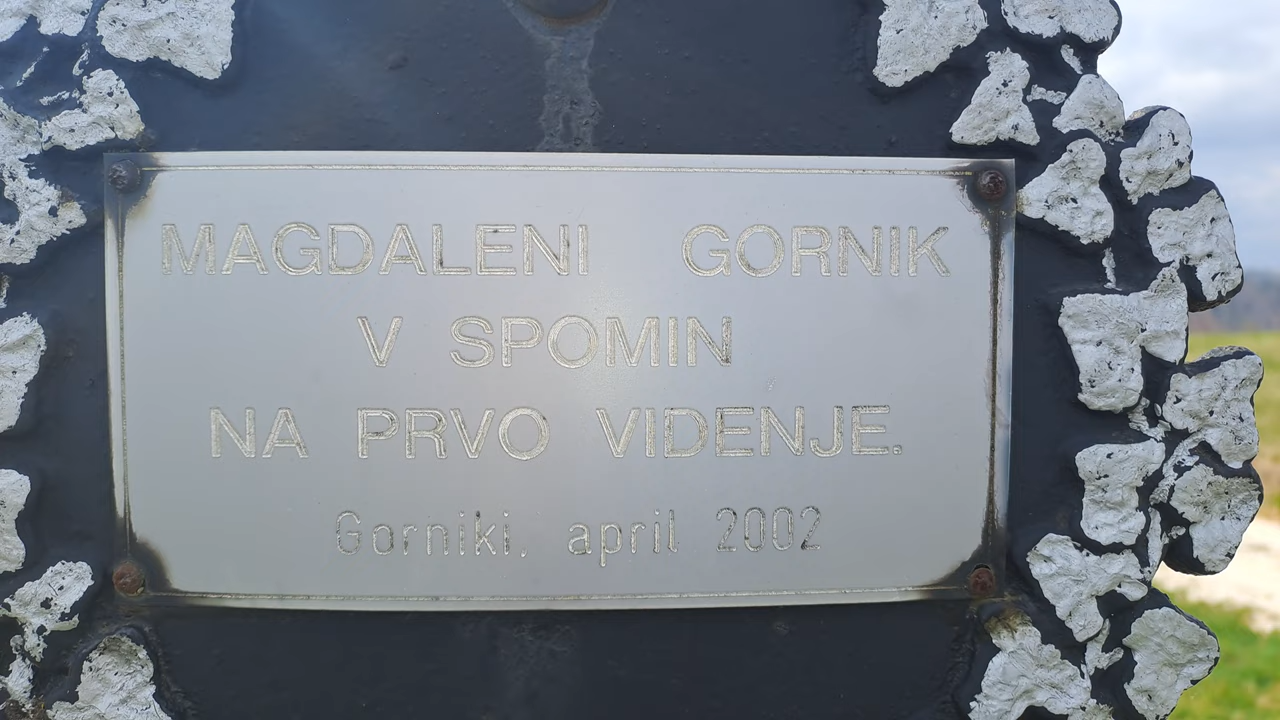 MAGDALENI GORNIK
V SPOMIN
NA PRVO VIDENJE.
Gorniki, april 2002